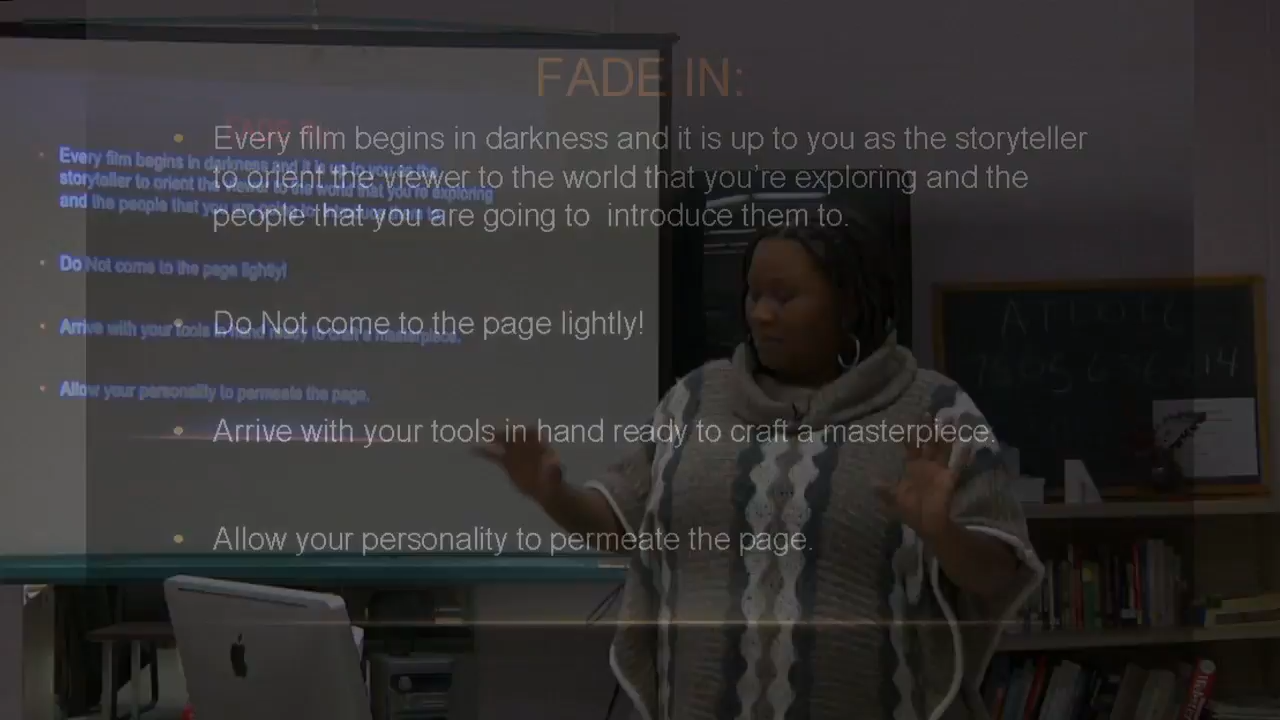 FADE IN:
Every film begins in darkness and it is up to you as the storyteller
to orient the viewer to the world that you’re exploring and the
people that you are going to introduce them to.
Do Not come to the page lightly!
Arrive with your tools in hand ready to craft a masterpiece.
Allow your personality to permeate the page.
Every film begins in darkness and it is up to you as the
storyteller to orient the viewer to the world that you're exploring
and the people that you are going to introduce them to.
Do Not come to the page lightly!
Arrive with your tools in hand ready to craft a masterpiece.
Allow your personality to permeate the page.